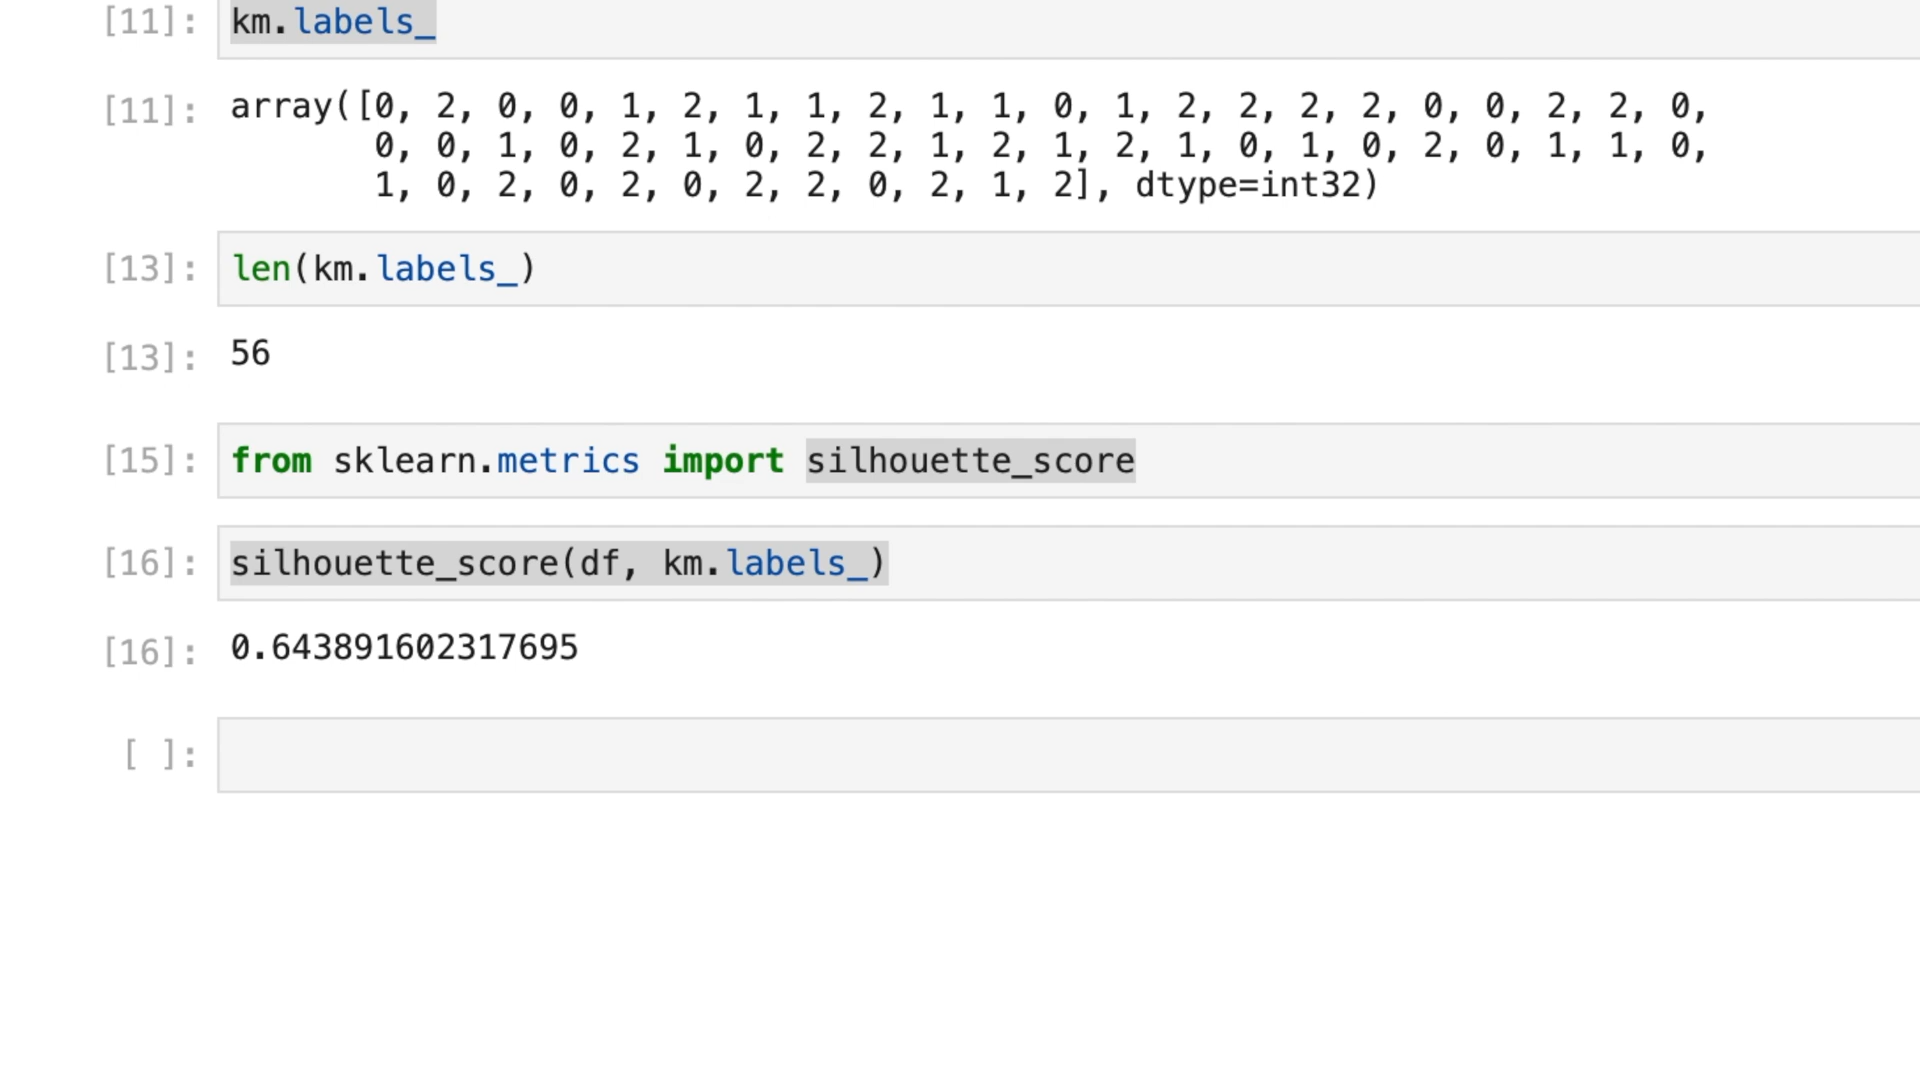 [11]: km.labels_
[11]: array([0, 2, 0, 0, 1, 2, 1, 1, 2, 1, 1, 0, 1, 2, 2, 2, 2, 0, 0, 2, 2, 0,
0, 0, 1, 0, 2, 1, 0, 2, 2, 1, 2, 1, 2, 1, 0, 1, 0, 2, 0, 1, 1, 0,
1, 0, 2, 0, 2, 0, 2, 2, 0, 2, 1, 2], dtype=int32)
[13]: len(km.labels_)
[13]: 56
[15]: from sklearn.metrics import silhouette_score
[16]: silhouette_score(df, km.labels_)
[16]: 0.643891602317695
[ ]: